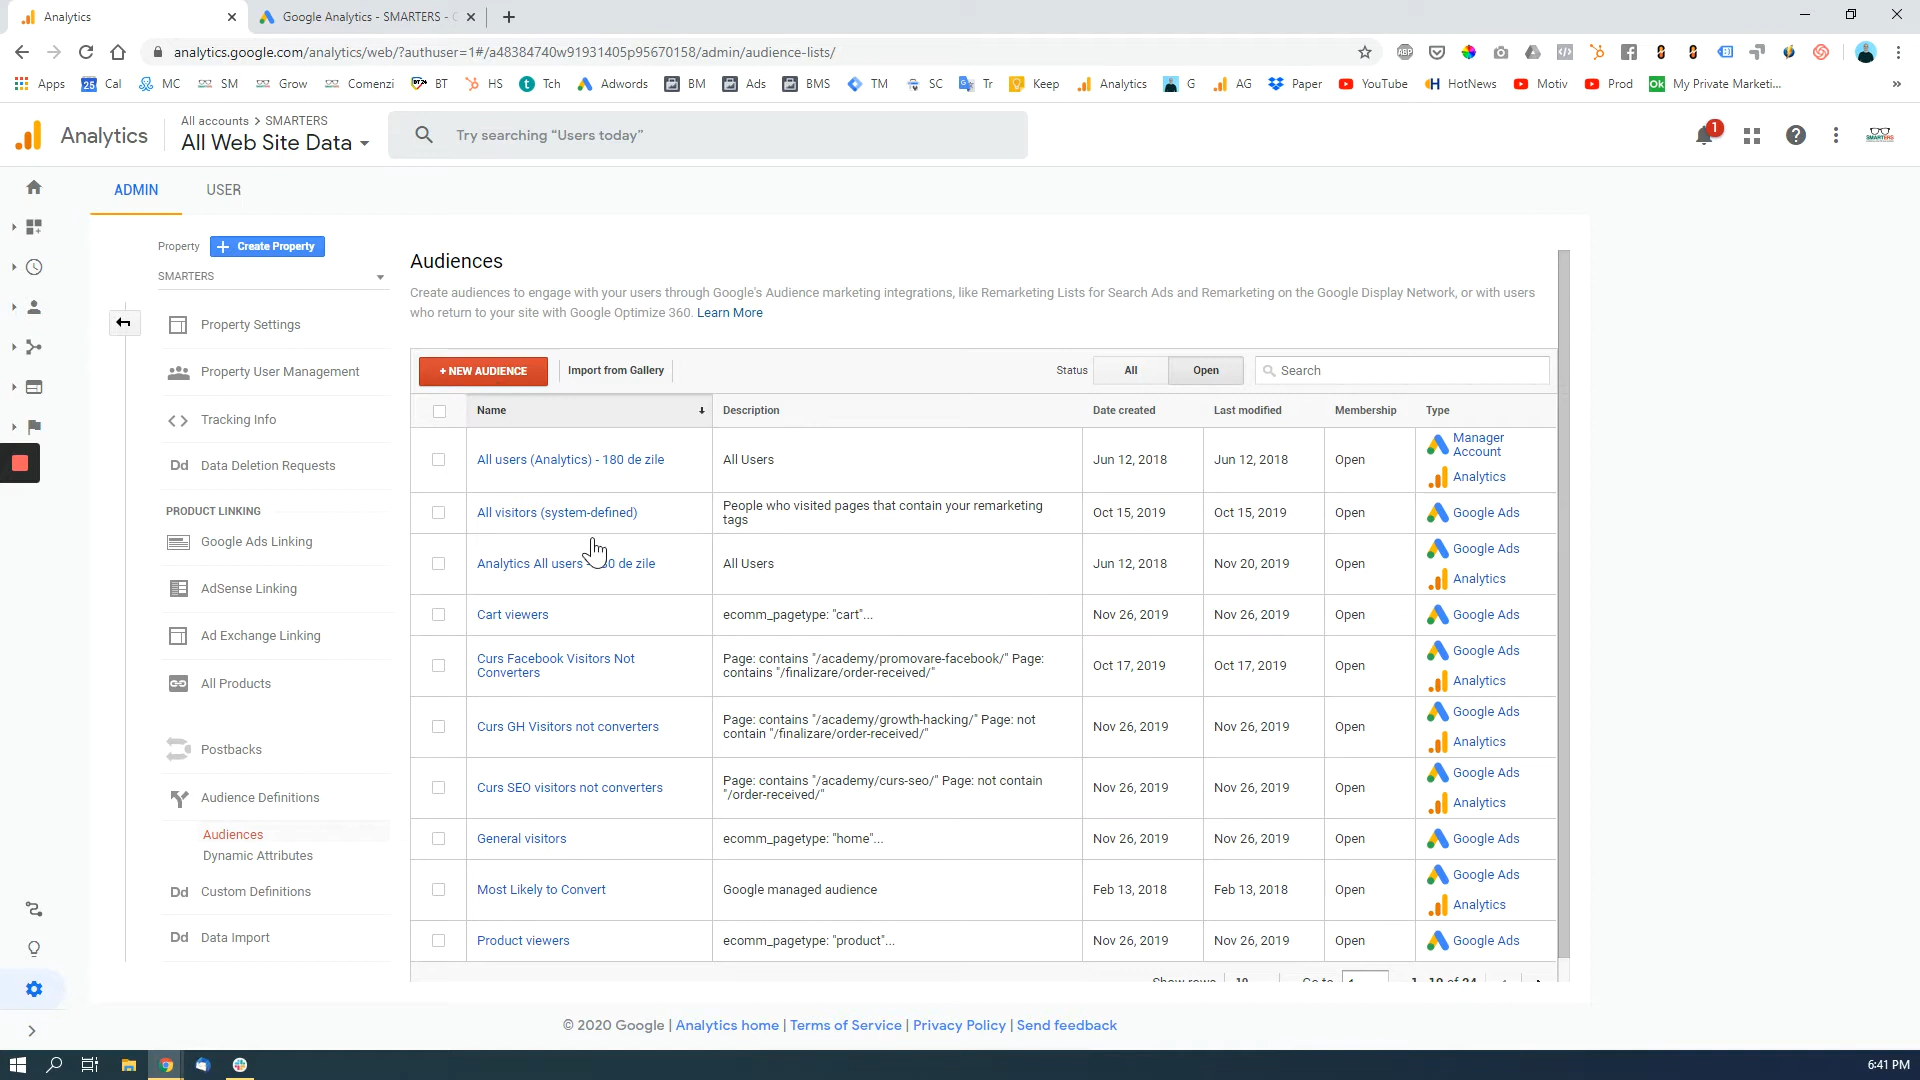 Analytics
Google Analytics - SMARTERS -
analytics.google.com/analytics/web/?authuser=1#/a48384740w91931405p95670158/admin/audience-lists/
ABP
Apps
25
Cal
MC
SM
Grow
Comenzi
BT
HS
t
Tch
Adwords
BM
Ads
BMS
TM
SC
Tr
Keep
Analytics
G
AG
Paper
YouTube
HotNews
Motiv
Prod
Ok
My Private Marketi...
»
Analytics
All accounts > SMARTERS
All Web Site Data
Try searching “Users today”
1
SMARTERS
ADMIN
USER
Property
+ Create Property
SMARTERS
Property Settings
Property User Management
Tracking Info
Dd Data Deletion Requests
PRODUCT LINKING
Google Ads Linking
AdSense Linking
Ad Exchange Linking
All Products
Postbacks
Audience Definitions
Audiences
Dynamic Attributes
Dd Custom Definitions
Dd Data Import
Audiences
Create audiences to engage with your users through Google's Audience marketing integrations, like Remarketing Lists for Search Ads and Remarketing on the Google Display Network, or with users
who return to your site with Google Optimize 360. Learn More
+ NEW AUDIENCE
Import from Gallery
Status
All
Open
Search
Name
Description
Date created
Last modified
Membership
Type
All users (Analytics) - 180 de zile
All Users
Jun 12, 2018
Jun 12, 2018
Open
Manager
Account
Analytics
All visitors (system-defined)
People who visited pages that contain your remarketing
tags
Oct 15, 2019
Oct 15, 2019
Open
Google Ads
Analytics All users - 0 de zile
All Users
Jun 12, 2018
Nov 20, 2019
Open
Google Ads
Analytics
Cart viewers
ecomm_pagetype: "cart"...
Nov 26, 2019
Nov 26, 2019
Open
Google Ads
Curs Facebook Visitors Not
Converters
Page: contains "/academy/promovare-facebook/" Page:
contains "/finalizare/order-received/"
Oct 17, 2019
Oct 17, 2019
Open
Google Ads
Analytics
Curs GH Visitors not converters
Page: contains "/academy/growth-hacking/" Page: not
contain "/finalizare/order-received/"
Nov 26, 2019
Nov 26, 2019
Open
Google Ads
Analytics
Curs SEO visitors not converters
Page: contains "/academy/curs-seo/" Page: not contain
"/order-received/"
Nov 26, 2019
Nov 26, 2019
Open
Google Ads
Analytics
General visitors
ecomm_pagetype: "home"...
Nov 26, 2019
Nov 26, 2019
Open
Google Ads
Most Likely to Convert
Google managed audience
Feb 13, 2018
Feb 13, 2018
Open
Google Ads
Analytics
Product viewers
ecomm_pagetype: "product"...
Nov 26, 2019
Nov 26, 2019
Open
Google Ads
Show rows
10
Go to
1 - 10 of 24
© 2020 Google | Analytics home | Terms of Service | Privacy Policy | Send feedback
6:41 PM